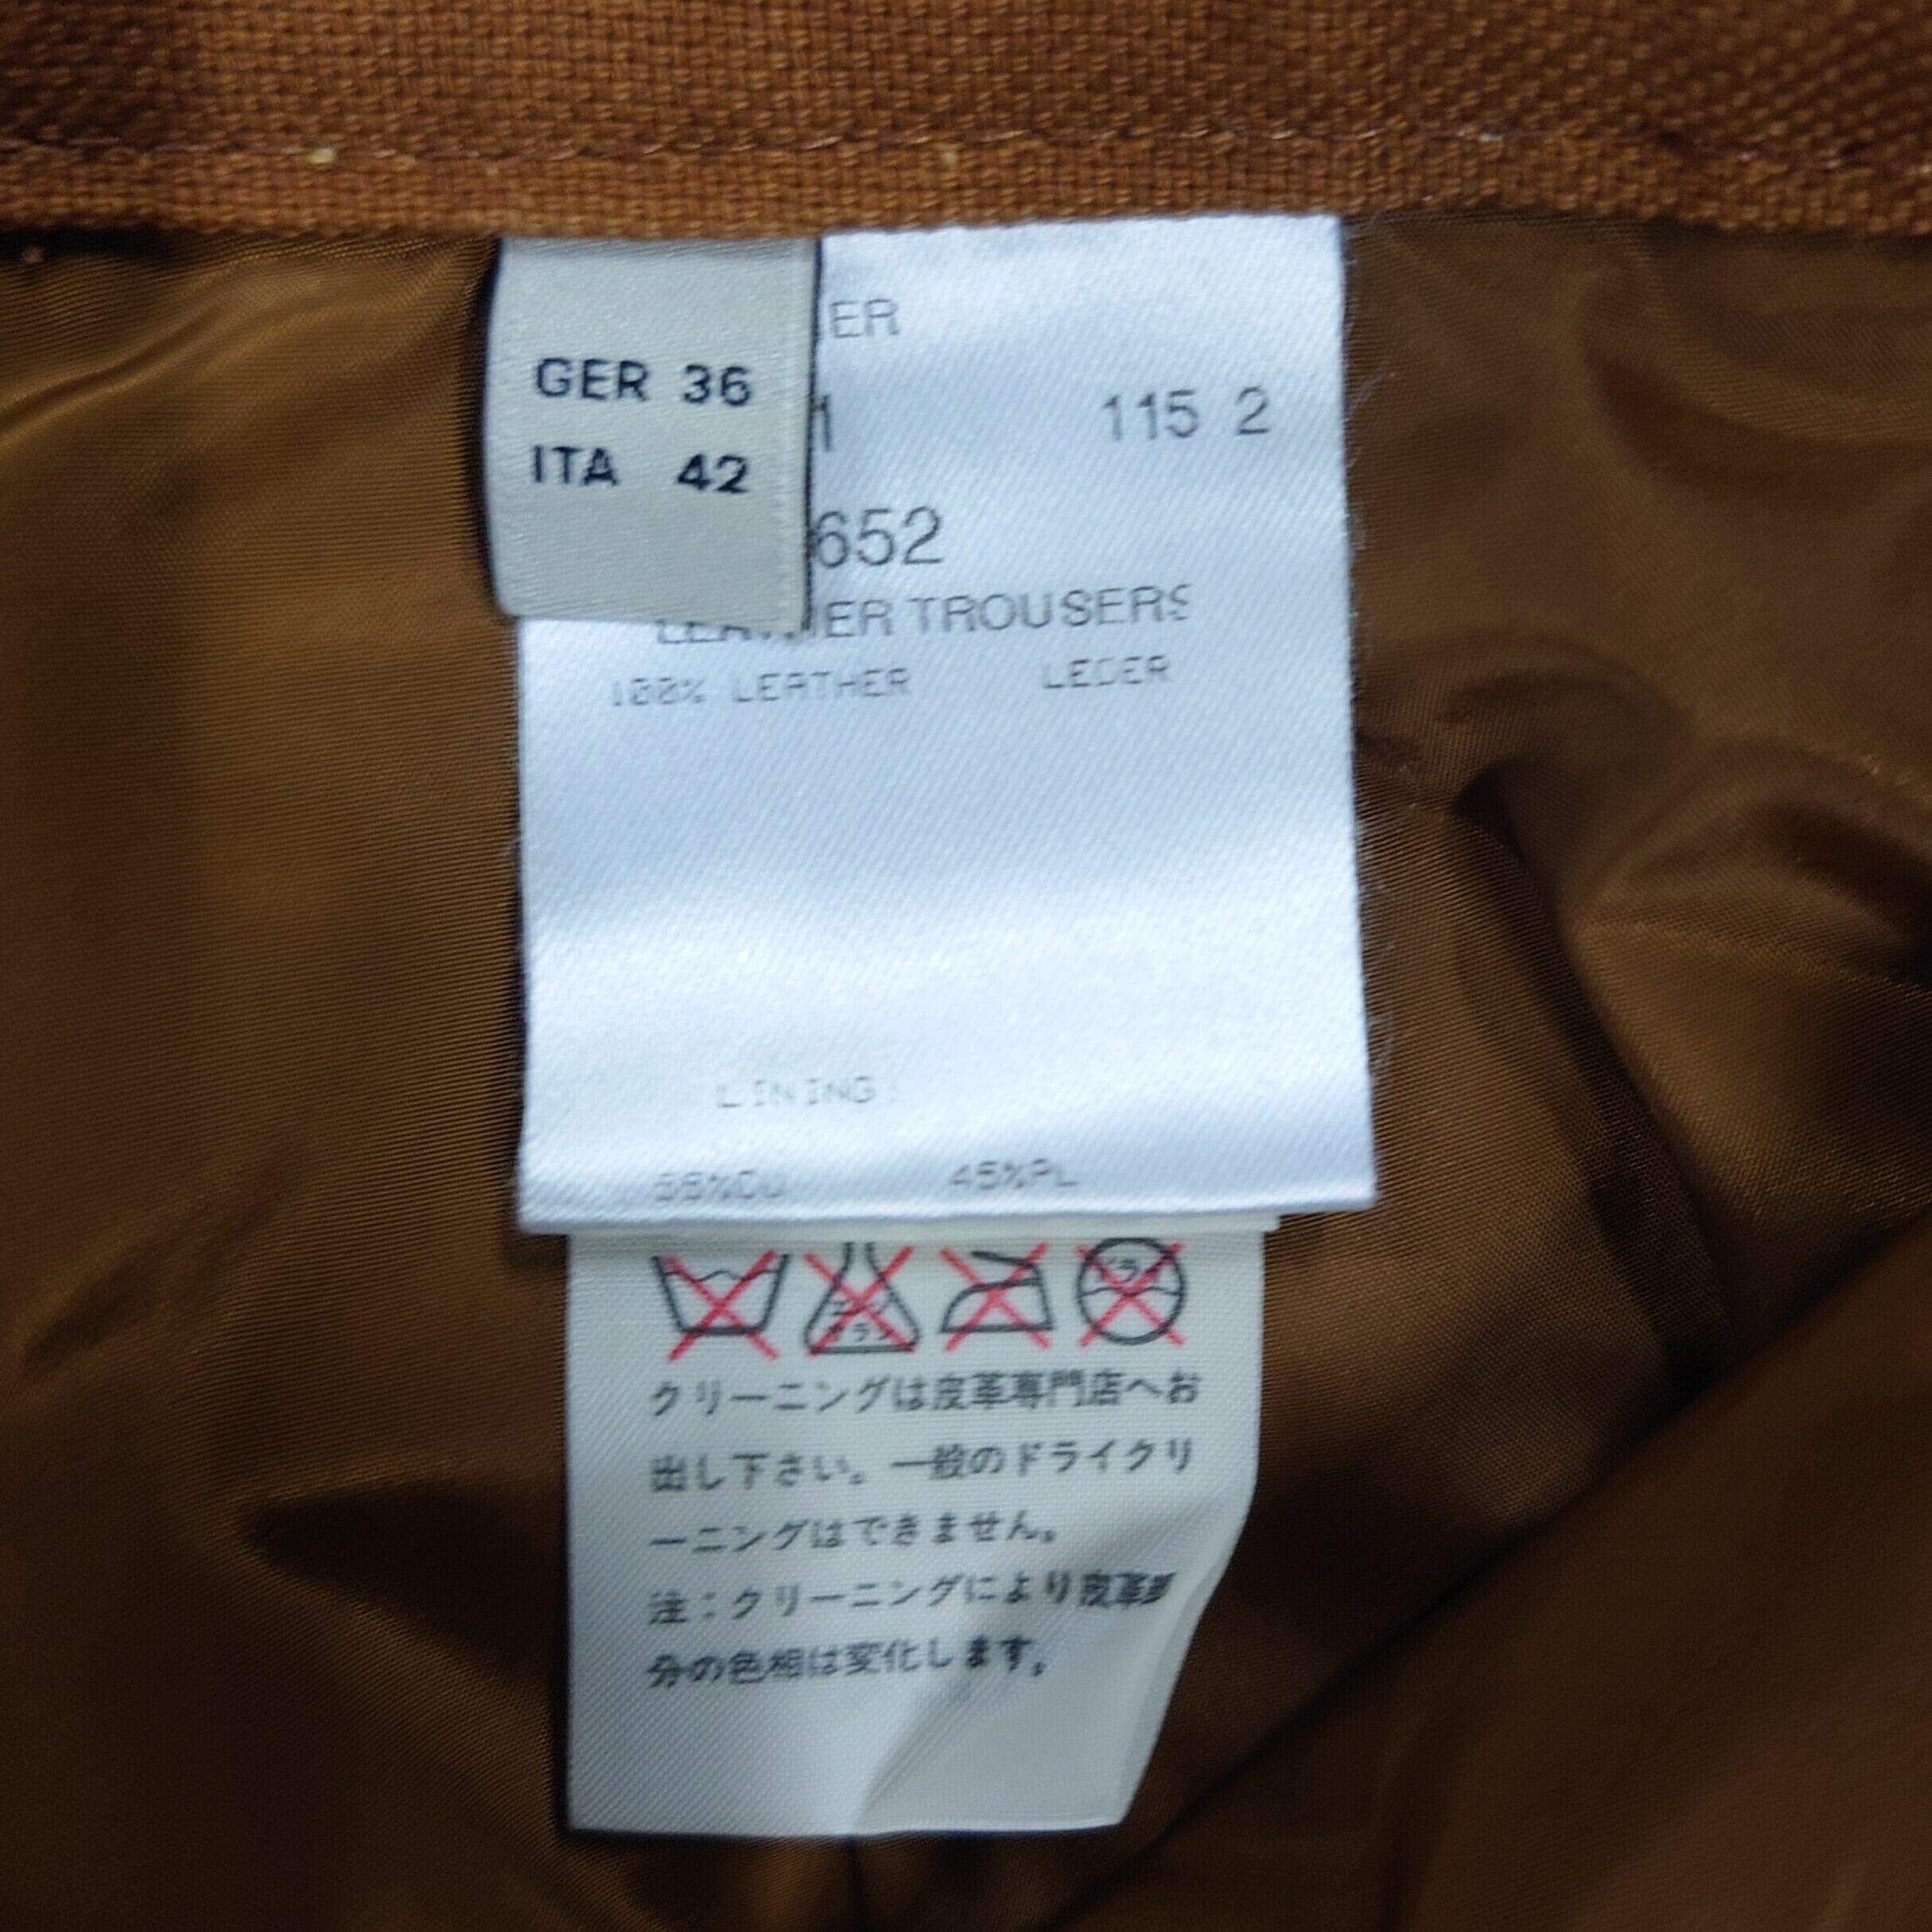 GER 36
ITA 42
ER
1 115 2
652
LEATHER TROUSERS
100% LEATHER LEDER
LINING:
45%PL
クリーニングは皮革専門店へお
出し下さい。一般のドライクリ
ーニングはできません。
注:クリーニングにより皮革部
分の色相は変化します。